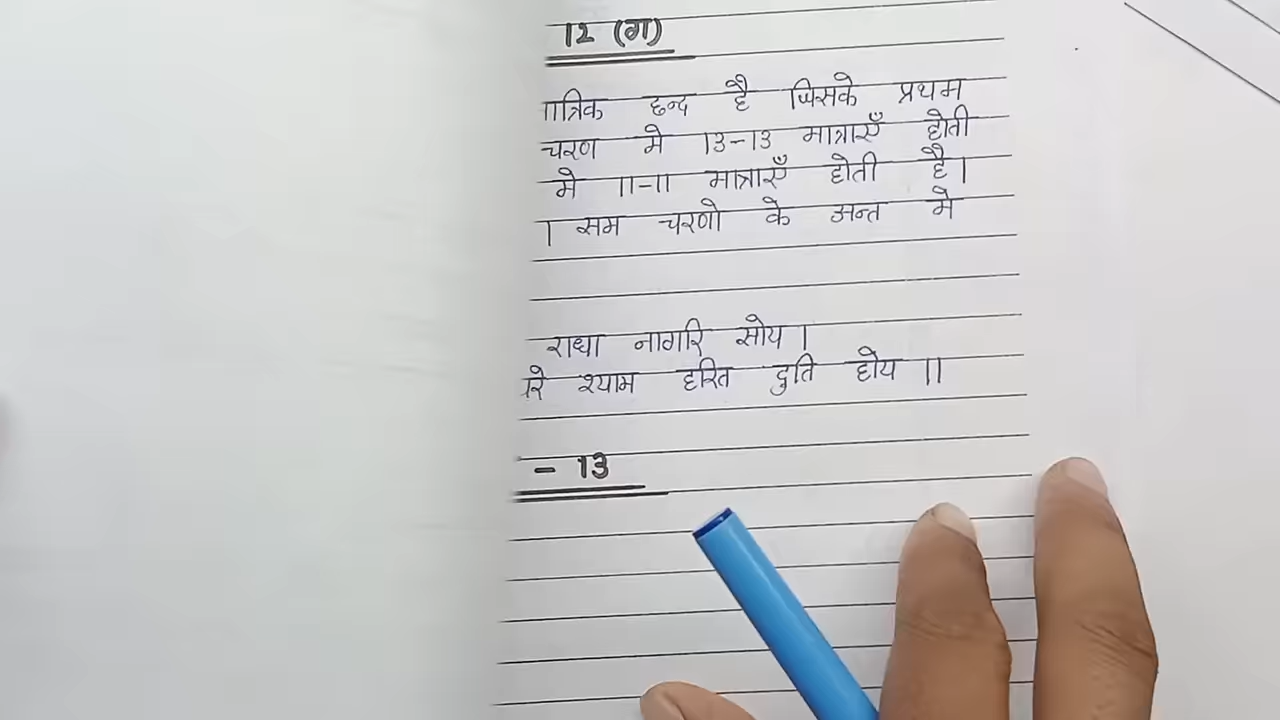 12 (ग)
ात्रिक छन्द है जिसके प्रथम
चरण मे 13-13 मात्राएँ होती
मे 11-11 मात्राएँ होती है।
। सम चरणो के अन्त मे
राधा नागरि सोय।
रे श्याम हरित दुति होय ॥
- 13